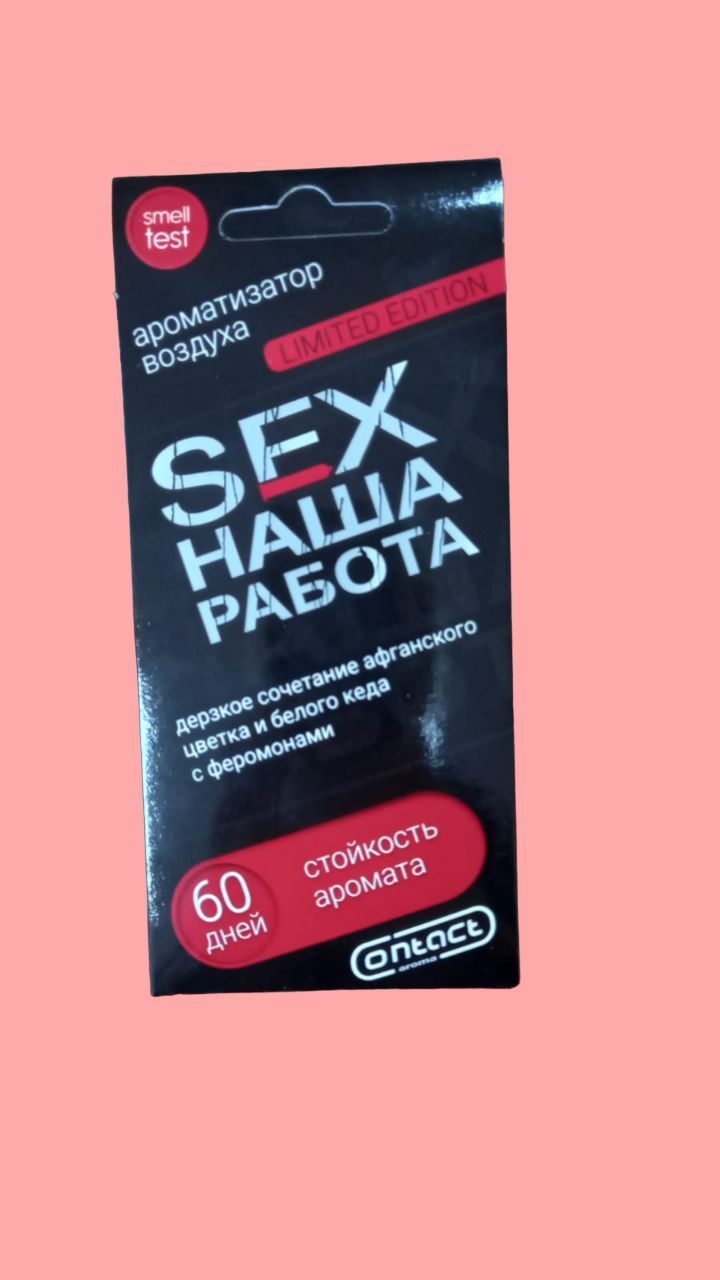 smell
test
ароматизатор
воздуха
LIMITED EDITION
SEX
НАША
РАБОТА
дерзкое сочетание афганского
цветка и белого кеда
с феромонами
60
дней
стойкость
аромата
Contact
aroma